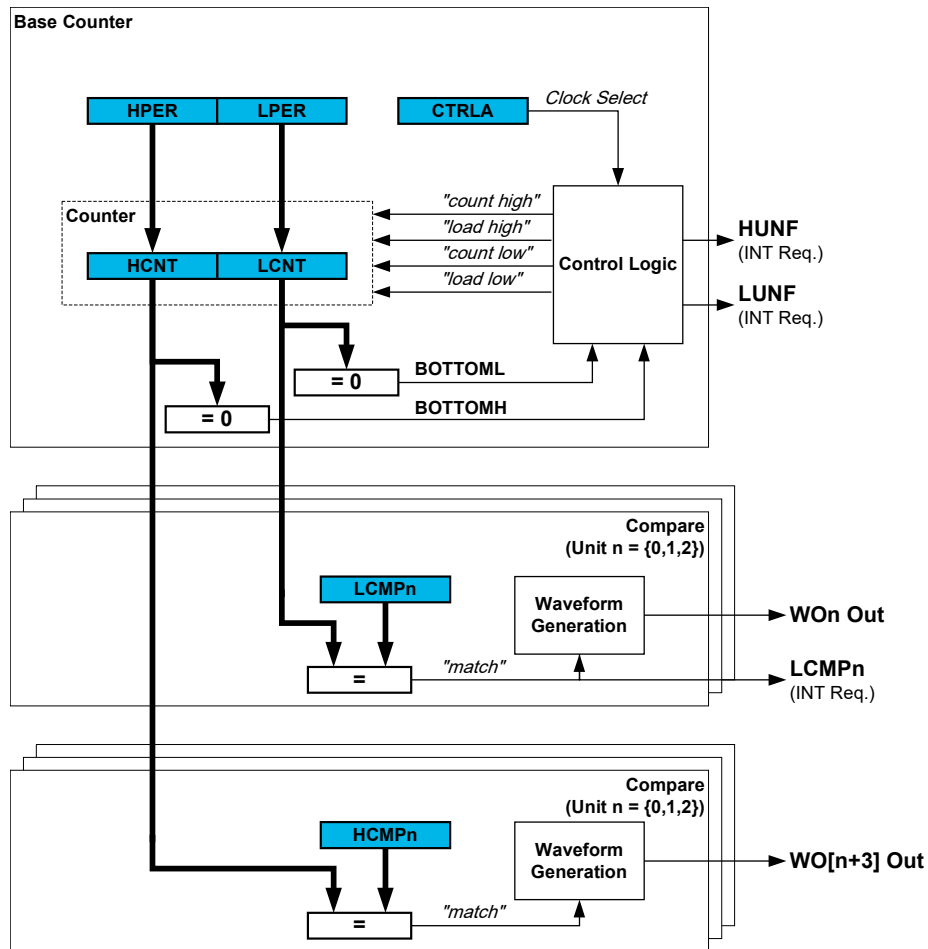 Base Counter
HPER
LPER
CTRLA
Clock Select
Counter
"count high"
"load high"
"count low"
"load low"
HCNT
LCNT
Control Logic
HUNF
(INT Req.)
LUNF
(INT Req.)
= 0
BOTTOML
= 0
BOTTOMH
Compare
(Unit n = {0,1,2})
LCMPn
Waveform
Generation
WOn Out
=
"match"
LCMPn
(INT Req.)
Compare
(Unit n = {0,1,2})
HCMPn
Waveform
Generation
WO[n+3] Out
=
"match"